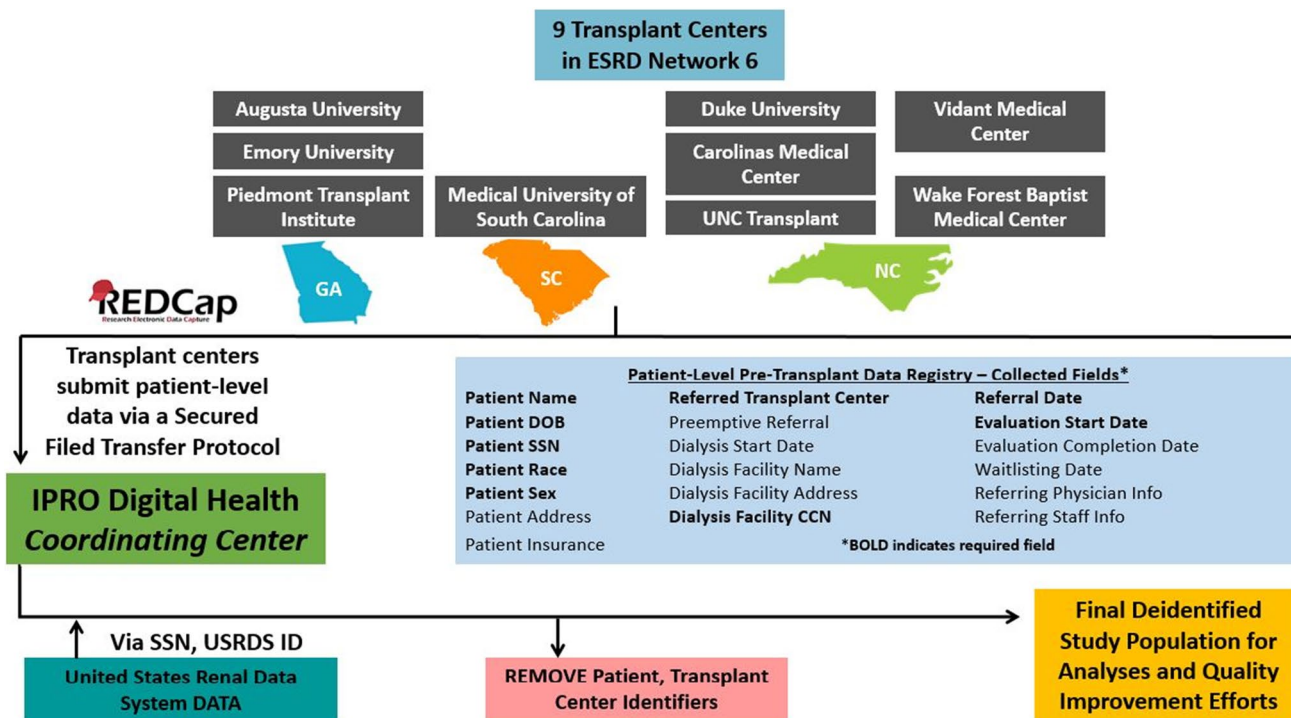 9 Transplant Centers
in ESRD Network 6
Augusta University
Emory University
Piedmont Transplant
Institute
Medical University of
South Carolina
Duke University
Carolinas Medical
Center
UNC Transplant
Vidant Medical
Center
Wake Forest Baptist
Medical Center
GA
SC
NC
REDCap
Research Electronic Data Capture
Transplant centers
submit patient-level
data via a Secured
Filed Transfer Protocol
IPRO Digital Health
Coordinating Center
Patient-Level Pre-Transplant Data Registry – Collected Fields*
Patient Name Referred Transplant Center Referral Date
Patient DOB Preemptive Referral Evaluation Start Date
Patient SSN Dialysis Start Date Evaluation Completion Date
Patient Race Dialysis Facility Name Waitlisting Date
Patient Sex Dialysis Facility Address Referring Physician Info
Patient Address Dialysis Facility CCN Referring Staff Info
Patient Insurance *BOLD indicates required field
Via SSN, USRDS ID
United States Renal Data
System DATA
REMOVE Patient, Transplant
Center Identifiers
Final Deidentified
Study Population for
Analyses and Quality
Improvement Efforts